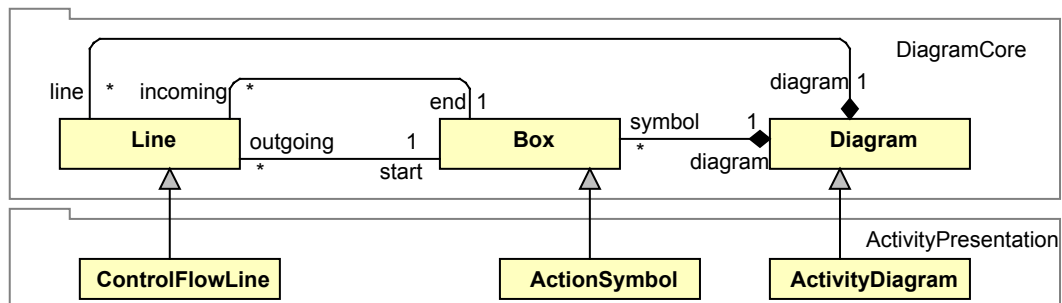 DiagramCore
line
*
incoming
*
end
1
diagram
1
Line
outgoing
*
1
start
Box
symbol
*
1
diagram
Diagram
ActivityPresentation
ControlFlowLine
ActionSymbol
ActivityDiagram